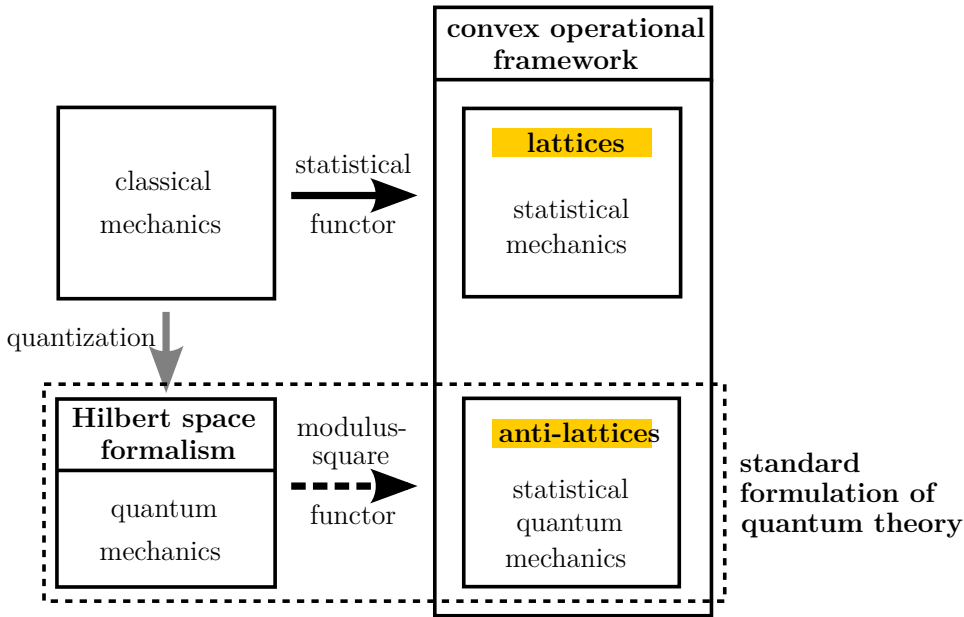 convex operational
framework
classical
mechanics
statistical
functor
lattices
statistical
mechanics
quantization
Hilbert space
formalism
quantum
mechanics
modulus-
square
functor
anti-lattices
statistical
quantum
mechanics
standard
formulation of
quantum theory